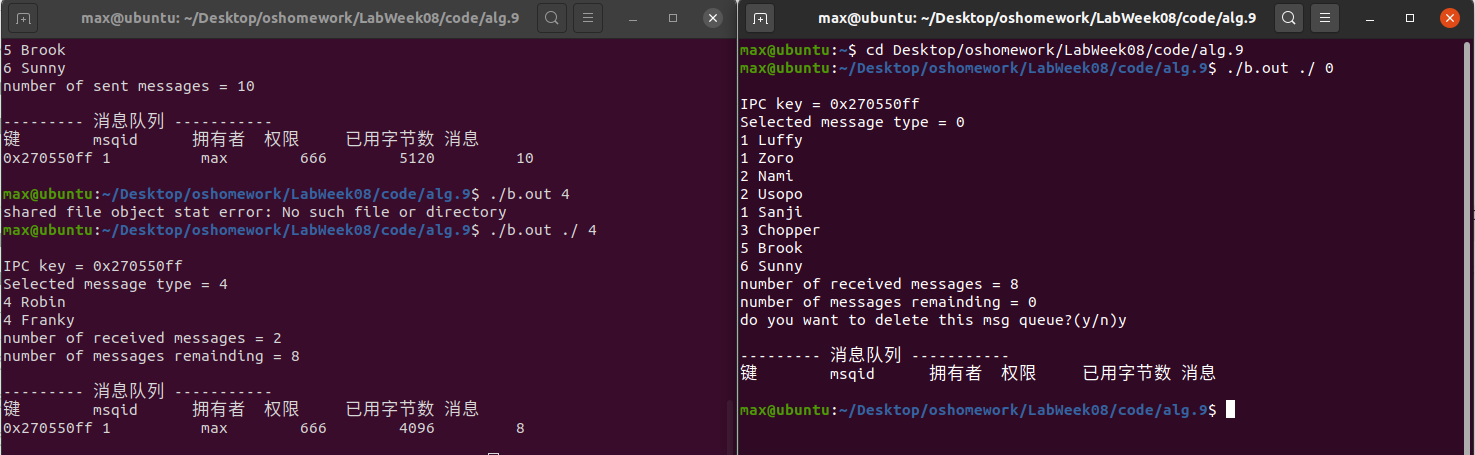 max@ubuntu: ~/Desktop/oshomework/LabWeek08/code/alg.9
5 Brook
6 Sunny
number of sent messages = 10
--------- 消息队列 -----------
键 msqid 拥有者 权限 已用字节数 消息
0x270550ff 1 max 666 5120 10
max@ubuntu:~/Desktop/oshomework/LabWeek08/code/alg.9$ ./b.out 4
shared file object stat error: No such file or directory
max@ubuntu:~/Desktop/oshomework/LabWeek08/code/alg.9$ ./b.out ./ 4
IPC key = 0x270550ff
Selected message type = 4
4 Robin
4 Franky
number of received messages = 2
number of messages remainding = 8
--------- 消息队列 -----------
键 msqid 拥有者 权限 已用字节数 消息
0x270550ff 1 max 666 4096 8
max@ubuntu: ~/Desktop/oshomework/LabWeek08/code/alg.9
max@ubuntu:~$ cd Desktop/oshomework/LabWeek08/code/alg.9
max@ubuntu:~/Desktop/oshomework/LabWeek08/code/alg.9$ ./b.out ./ 0
IPC key = 0x270550ff
Selected message type = 0
1 Luffy
1 Zoro
2 Nami
2 Usopo
1 Sanji
3 Chopper
5 Brook
6 Sunny
number of received messages = 8
number of messages remainding = 0
do you want to delete this msg queue?(y/n)y
--------- 消息队列 -----------
键 msqid 拥有者 权限 已用字节数 消息
max@ubuntu:~/Desktop/oshomework/LabWeek08/code/alg.9$